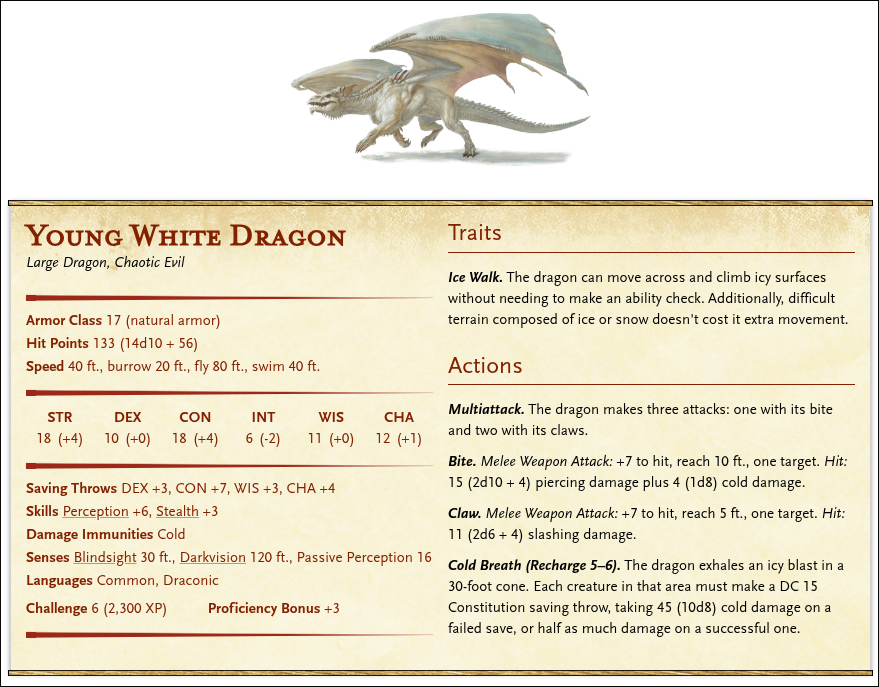 Young White Dragon
Large Dragon, Chaotic Evil
Armor Class 17 (natural armor)
Hit Points 133 (14d10 + 56)
Speed 40 ft., burrow 20 ft., fly 80 ft., swim 40 ft.
STR DEX CON INT WIS CHA
18 (+4) 10 (+0) 18 (+4) 6 (-2) 11 (+0) 12 (+1)
Saving Throws DEX +3, CON +7, WIS +3, CHA +4
Skills Perception +6, Stealth +3
Damage Immunities Cold
Senses Blindsight 30 ft., Darkvision 120 ft., Passive Perception 16
Languages Common, Draconic
Challenge 6 (2,300 XP) Proficiency Bonus +3
Traits
Ice Walk. The dragon can move across and climb icy surfaces
without needing to make an ability check. Additionally, difficult
terrain composed of ice or snow doesn't cost it extra movement.
Actions
Multiattack. The dragon makes three attacks: one with its bite
and two with its claws.
Bite. Melee Weapon Attack: +7 to hit, reach 10 ft., one target. Hit:
15 (2d10 + 4) piercing damage plus 4 (1d8) cold damage.
Claw. Melee Weapon Attack: +7 to hit, reach 5 ft., one target. Hit:
11 (2d6 + 4) slashing damage.
Cold Breath (Recharge 5–6). The dragon exhales an icy blast in a
30-foot cone. Each creature in that area must make a DC 15
Constitution saving throw, taking 45 (10d8) cold damage on a
failed save, or half as much damage on a successful one.